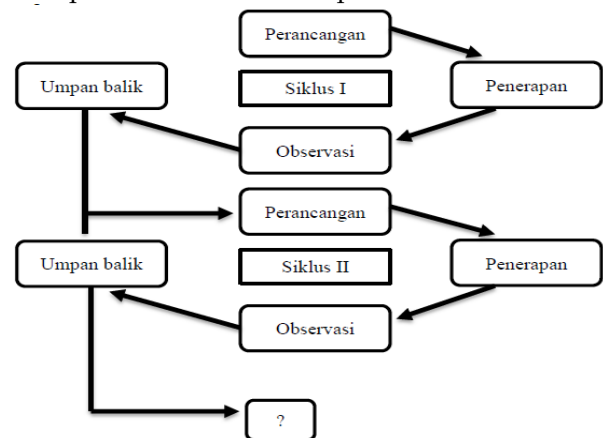 Perancangan
Umpan balik
Siklus I
Penerapan
Observasi
Perancangan
Umpan balik
Siklus II
Penerapan
Observasi
?